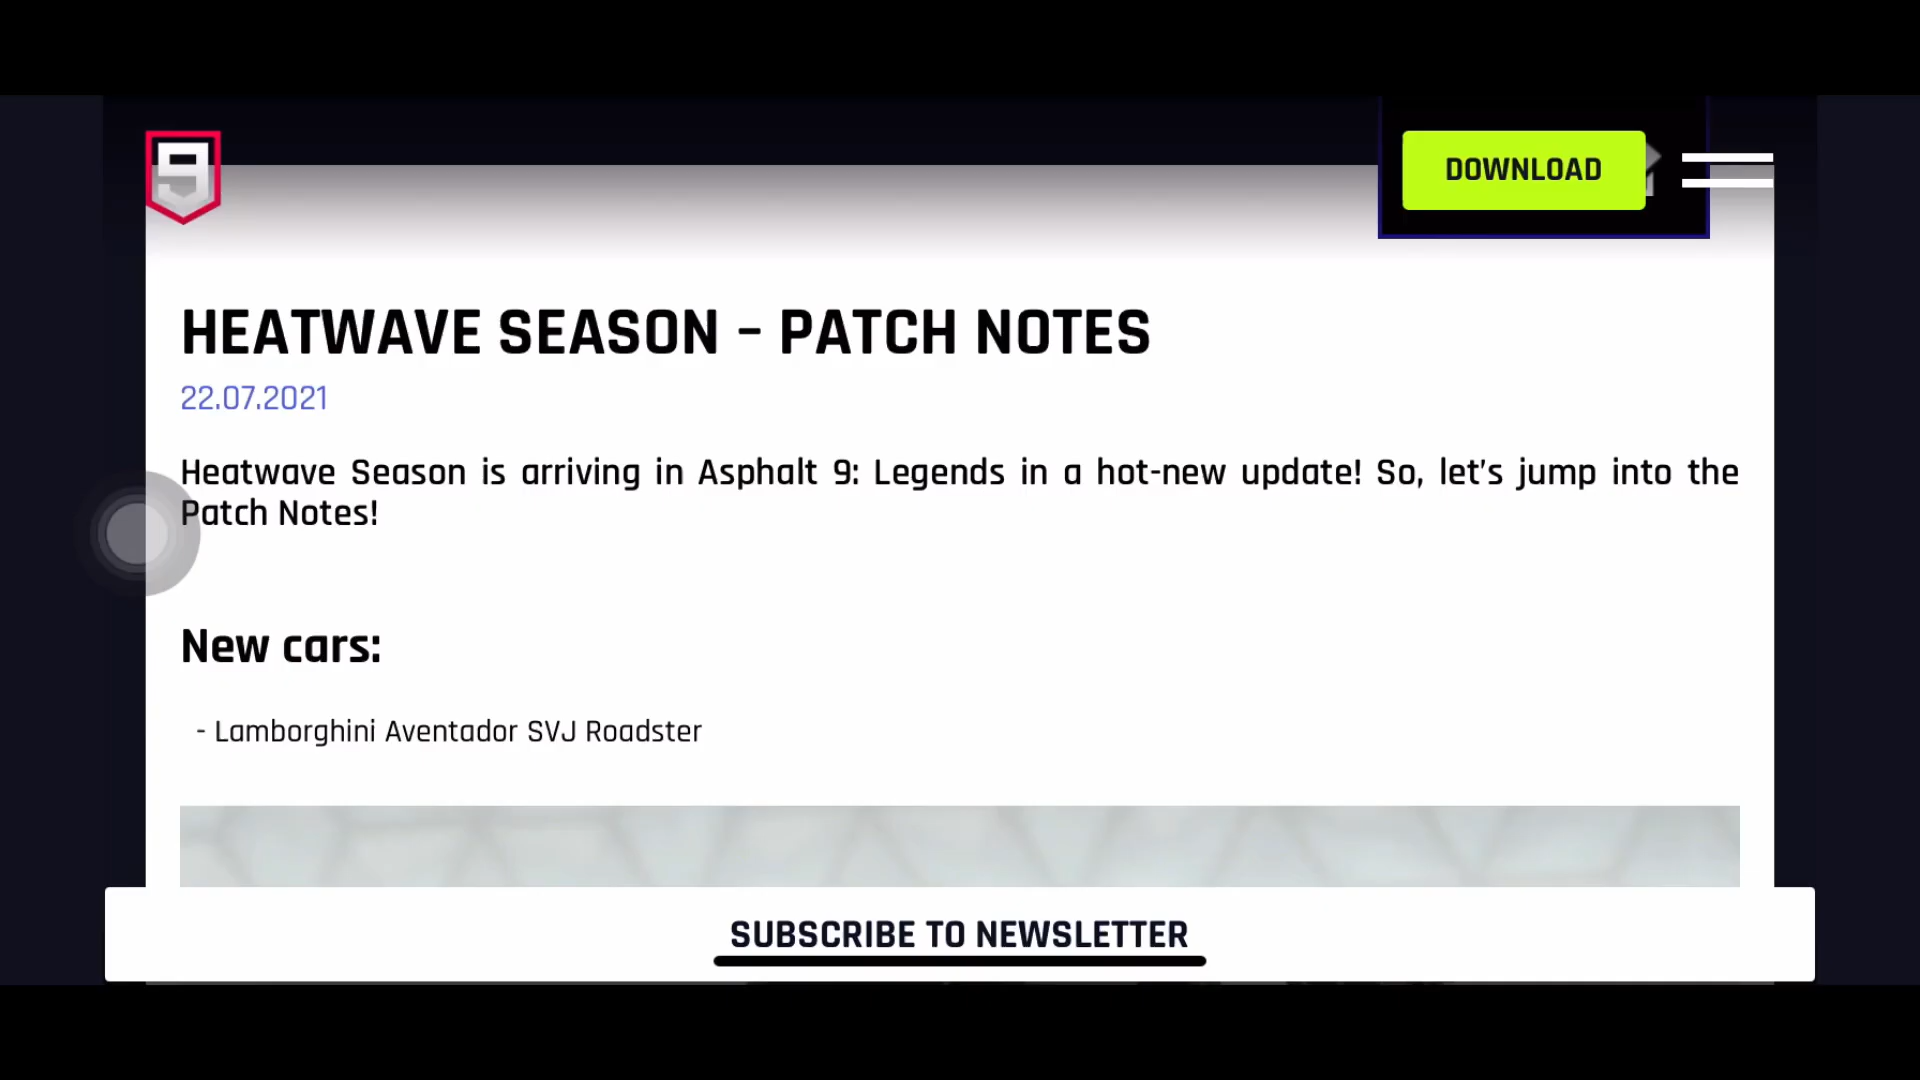 9
DOWNLOAD
HEATWAVE SEASON – PATCH NOTES
22.07.2021
Heatwave Season is arriving in Asphalt 9: Legends in a hot-new update! So, let’s jump into the
Patch Notes!
New cars:
- Lamborghini Aventador SVJ Roadster
SUBSCRIBE TO NEWSLETTER